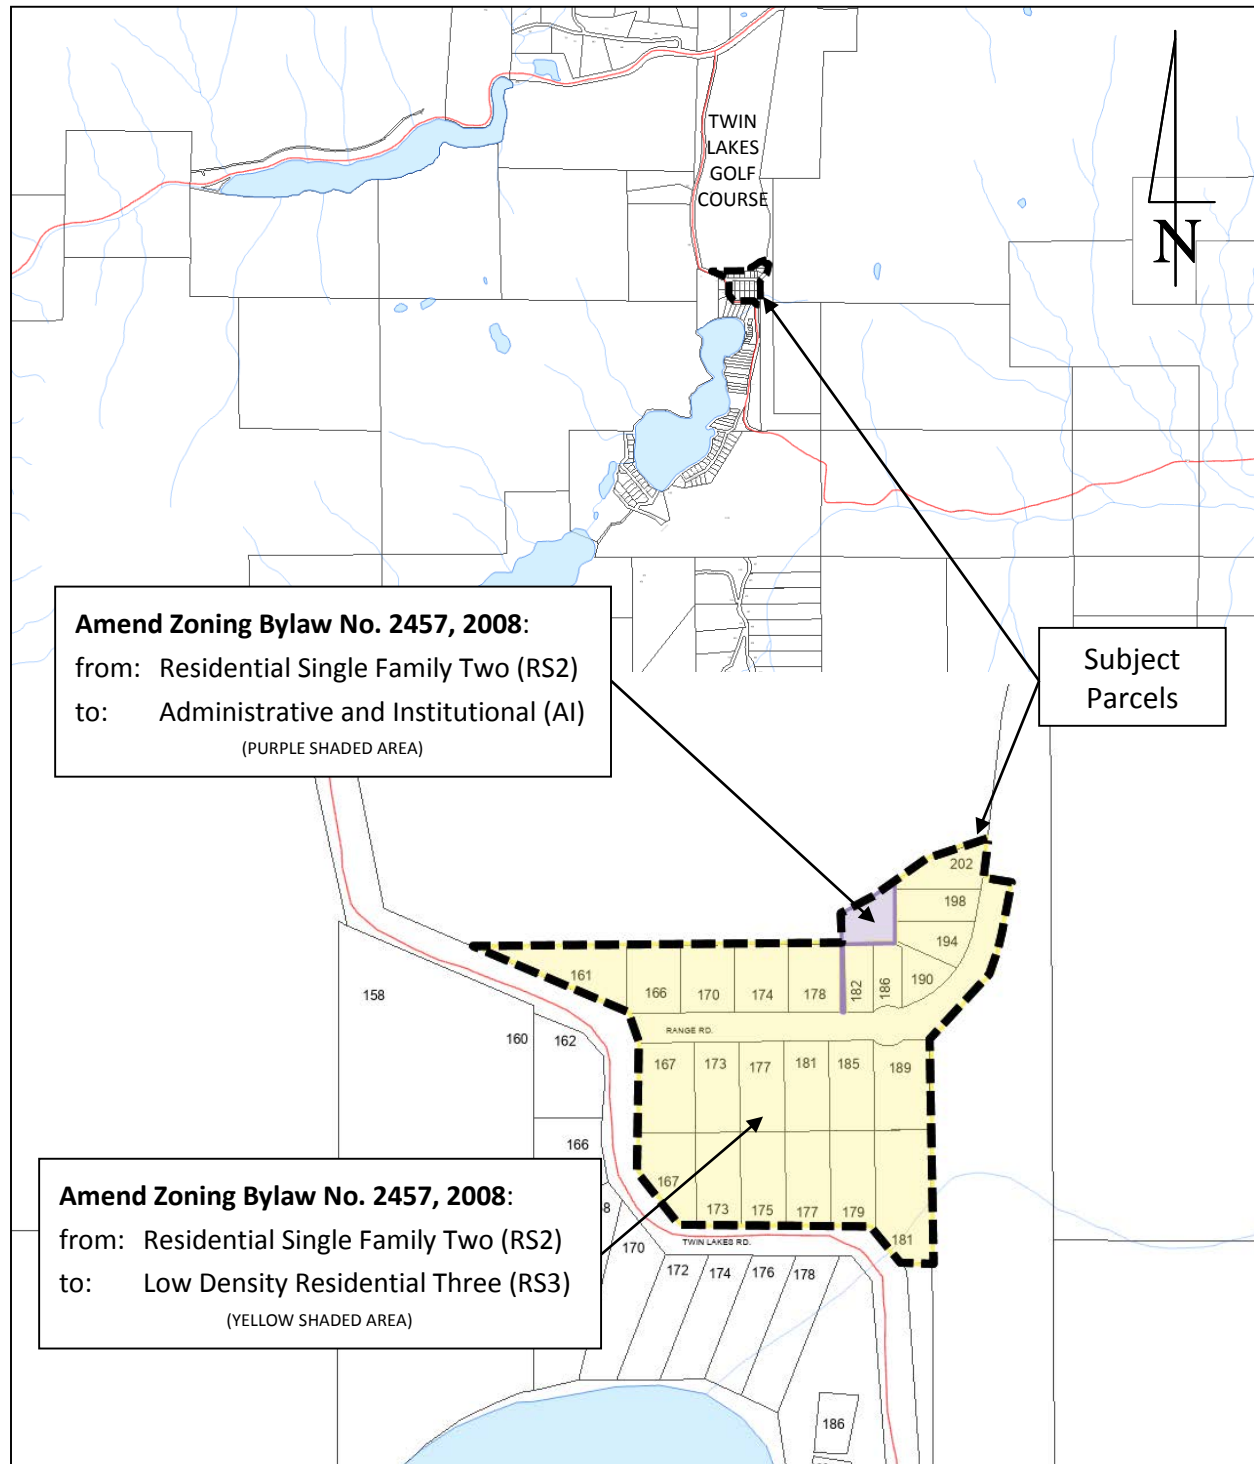 TWIN
LAKES
GOLF
COURSE
N
Amend Zoning Bylaw No. 2457, 2008:
from: Residential Single Family Two (RS2)
to: Administrative and Institutional (AI)
(PURPLE SHADED AREA)
Subject
Parcels
202
198
194
190
161
166
170
174
178
182
186
158
RANGE RD.
160
162
167
173
177
181
185
189
166
Amend Zoning Bylaw No. 2457, 2008:
from: Residential Single Family Two (RS2)
to: Low Density Residential Three (RS3)
(YELLOW SHADED AREA)
167
173
175
177
179
181
8
170
TWIN LAKES RD.
172
174
176
178
186